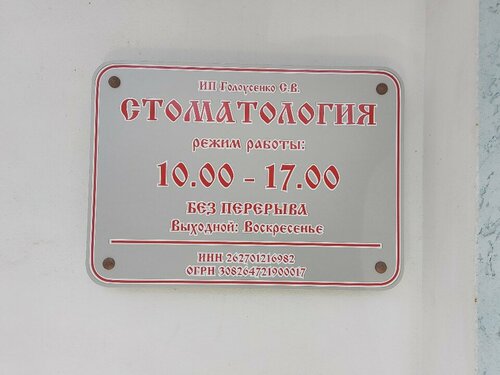 ИП Голоусенко С.В.
СТОМАТОЛОГИЯ
РЕЖИМ РАБОТЫ:
10.00 - 17.00
БЕЗ ПЕРЕРЫВА
Выходной: Воскресенье
ИНН 262701216982
ОГРН 308264721900017